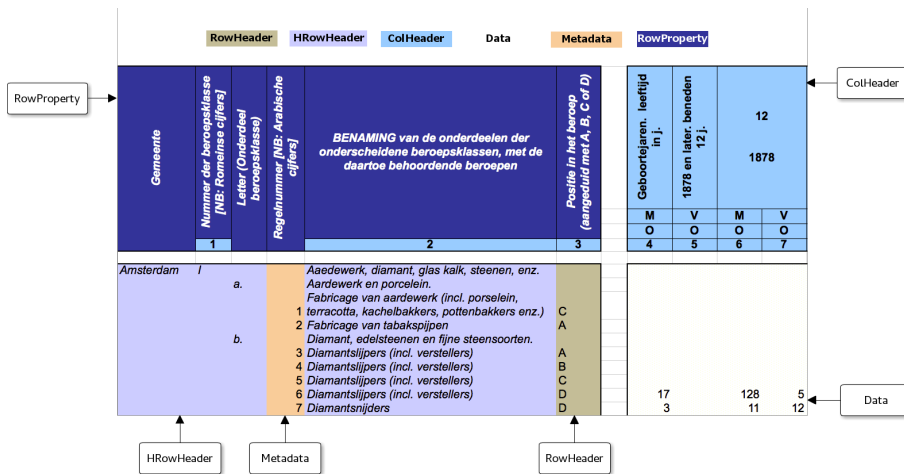 RowHeader HRowHeader ColHeader Data Metadata RowProperty
RowProperty
ColHeader
Gemeente
Nummer der beroepsklasse
[NB: Romeinse cijfers]
Letter (Onderdeel
beroepsklasse)
Regelnummer [NB: Arabische
cijfers]
BENAMING van de onderdeelen der
onderscheidene beroepsklassen, met de
daartoe behoordende beroepen
Positie in het beroep
(aangeduid met A, B, C of D)
Geboortejaren. leeftijd
in j.
1878 en later. beneden
12 j.
12
1878
M V M V
O O O O
1 2 3 4 5 6 7
Amsterdam I Aaedewerk, diamant, glas kalk, steenen, enz.
a. Aardewerk en porcelein.
Fabricage van aardewerk (incl. porselein,
1 terracotta, kachelbakkers, pottenbakkers enz.) C
2 Fabricage van tabakspijpen A
b. Diamant, edelsteenen en fijne steensoorten.
3 Diamantslijpers (incl. verstellers) A
4 Diamantslijpers (incl. verstellers) B
5 Diamantslijpers (incl. verstellers) C
6 Diamantslijpers (incl. verstellers) D 17 128 5
7 Diamantsnijders D 3 11 12
Data
HRowHeader
Metadata
RowHeader